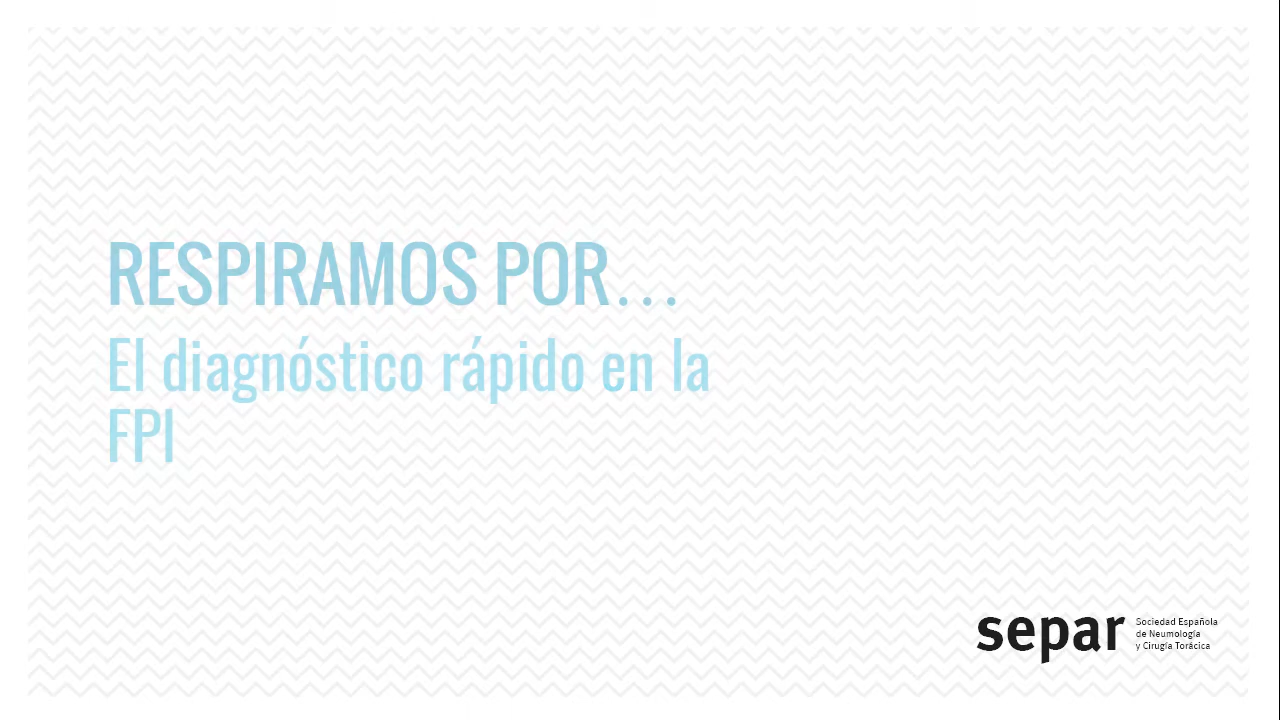 RESPIRAMOS POR...
El diagnóstico rápido en la
FPI
separ
Sociedad Española
de Neumología
y Cirugía Torácica